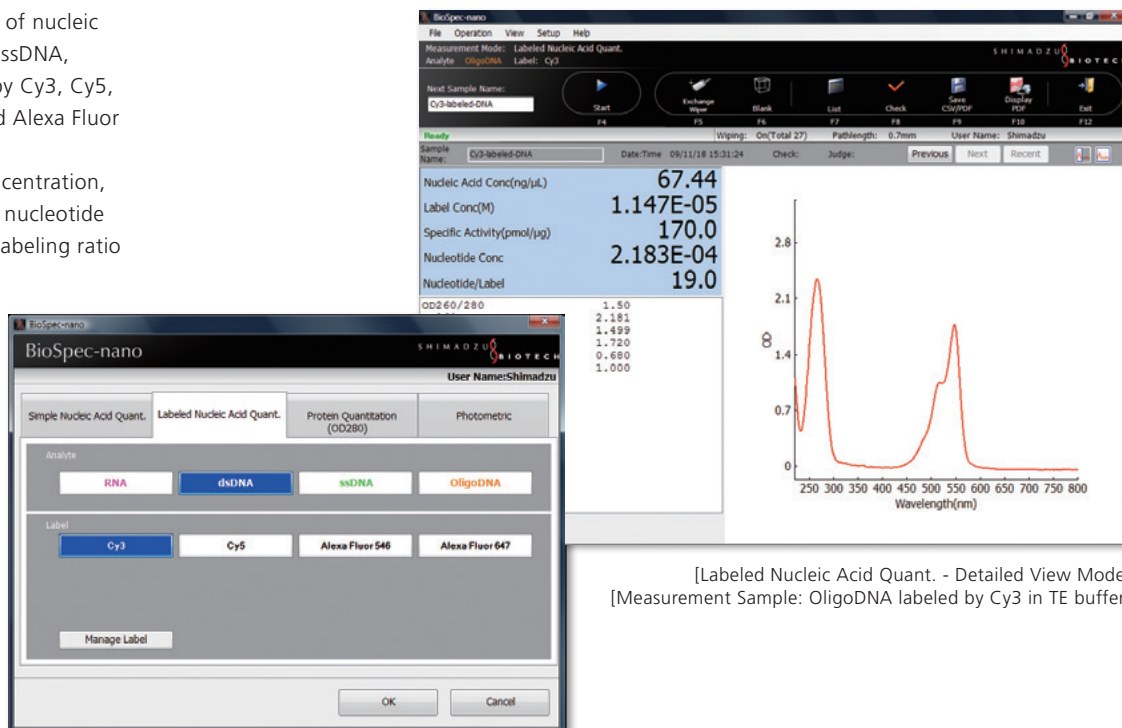 of nucleic
ssDNA,
by Cy3, Cy5,
d Alexa Fluor
centration,
nucleotide
abeling ratio
BioSpec-nano
File Operation View Setup Help
Measurement Mode: Labeled Nucleic Acid Quant.
Analyte OligoDNA Label: Cy3
SHIMADZU
BIOTECH
Next Sample Name:
Cy3-labeled-DNA
Start
Exchange Wiper
Blank
List
Check
Save CSV/PDF
Display PDF
Exit
F4 F5 F6 F7 F8 F9 F10 F12
Ready Wiping: On(Total 27) Pathlength: 0.7mm User Name: Shimadzu
Sample Name: Cy3-labeled-DNA Date:Time 09/11/18 15:31:24 Check: Judge: Previous Next Recent
Nucleic Acid Conc(ng/µL) 67.44
Label Conc(M) 1.147E-05
Specific Activity(pmol/µg) 170.0
Nucleotide Conc 2.183E-04
Nucleotide/Label 19.0
OD260/280 1.50
2.181
1.499
1.720
0.680
1.000
2.8
2.1
OD
1.4
0.7
0
250 300 350 400 450 500 550 600 650 700 750 800
Wavelength(nm)
BioSpec-nano
BioSpec-nano
SHIMADZU
BIOTECH
User Name:Shimadzu
Simple Nucleic Acid Quant. Labeled Nucleic Acid Quant. Protein Quantitation (OD280) Photometric
Analyte
RNA dsDNA ssDNA OligoDNA
Label
Cy3 Cy5 Alexa Fluor 546 Alexa Fluor 647
Manage Label
OK Cancel
[Labeled Nucleic Acid Quant. - Detailed View Mode
[Measurement Sample: OligoDNA labeled by Cy3 in TE buffer